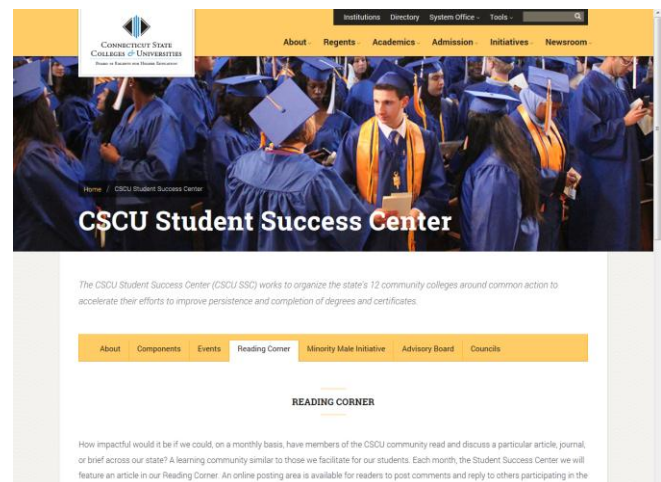 Institutions Directory System Office Tools
CONNECTICUT STATE
COLLEGES & UNIVERSITIES
BOARD OF REGENTS FOR HIGHER EDUCATION
About Regents Academics Admission Initiatives Newsroom
Home / CSCU Student Success Center
CSCU Student Success Center
The CSCU Student Success Center (CSCU SSC) works to organize the state's 12 community colleges around common action to
accelerate their efforts to improve persistence and completion of degrees and certificates.
About Components Events Reading Corner Minority Male Initiative Advisory Board Councils
READING CORNER
How impactful would it be if we could, on a monthly basis, have members of the CSCU community read and discuss a particular article, journal,
or brief across our state? A learning community similar to those we facilitate for our students. Each month, the Student Success Center we will
feature an article in our Reading Corner. An online posting area is available for readers to post comments and reply to others participating in the